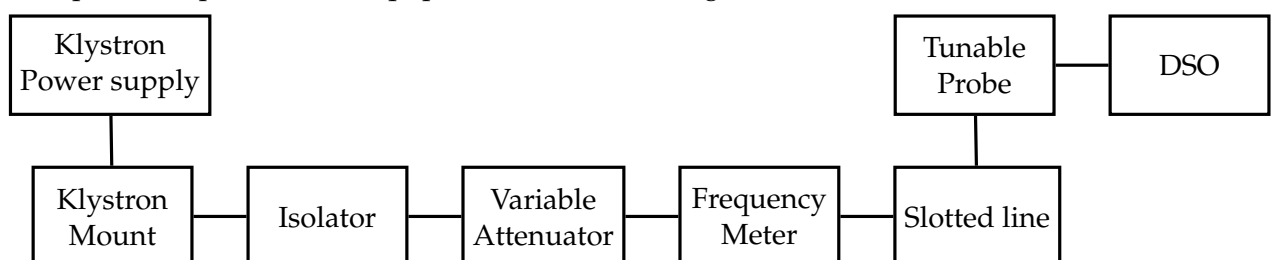 Klystron
Power supply
Tunable
Probe
DSO
Klystron
Mount
Isolator
Variable
Attenuator
Frequency
Meter
Slotted line